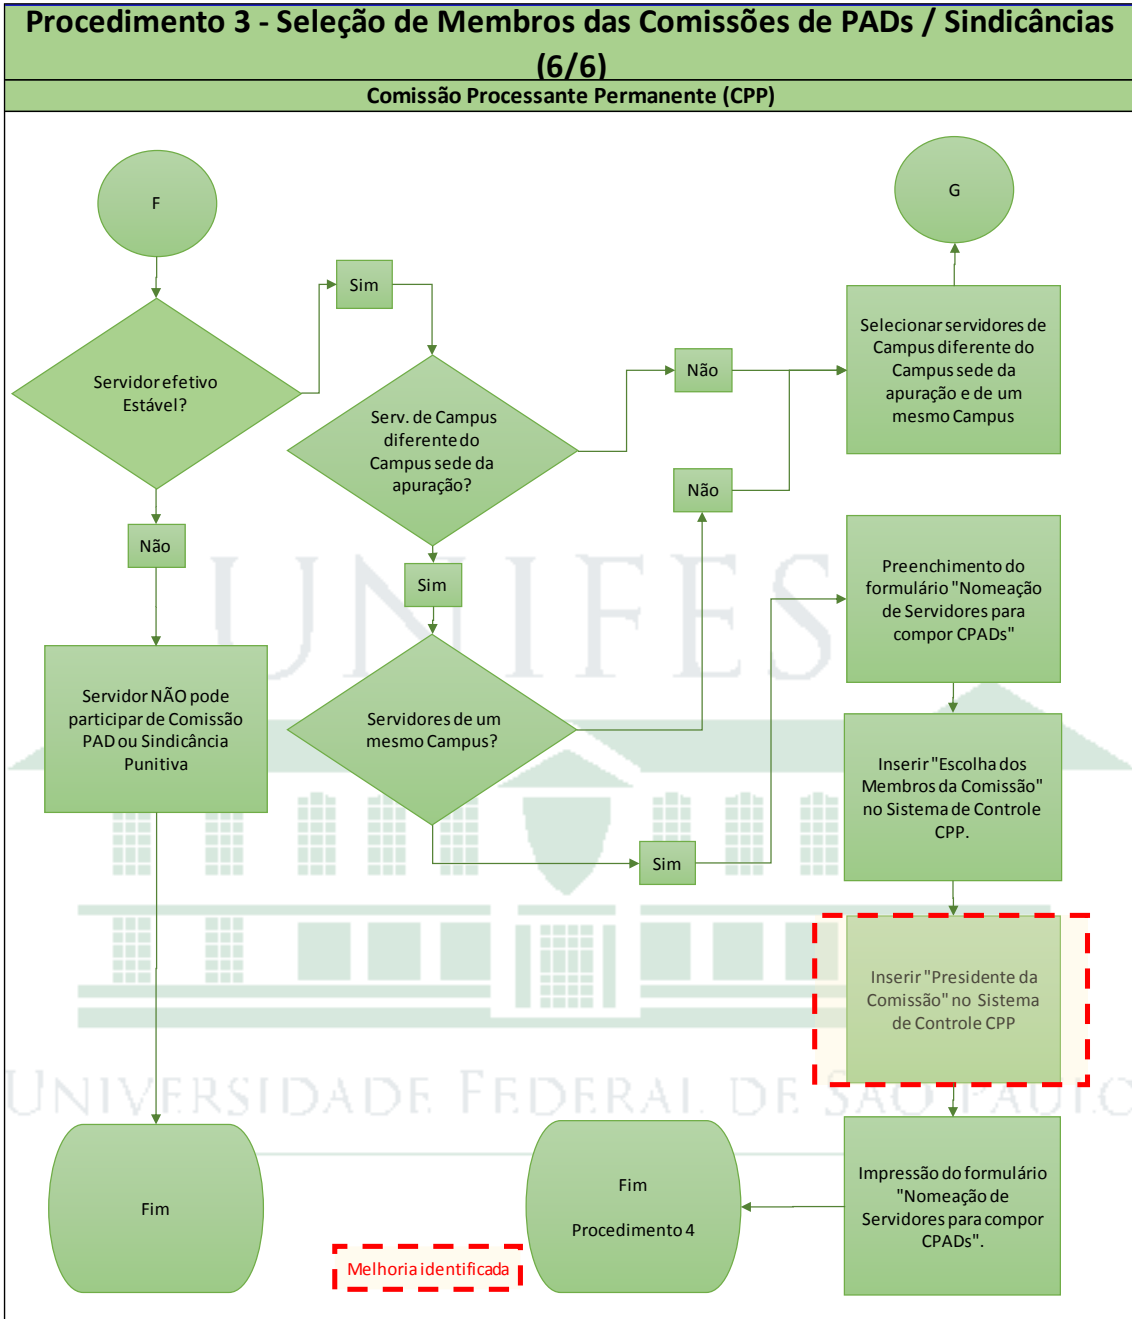 Procedimento 3 - Seleção de Membros das Comissões de PADs / Sindicâncias
(6/6)
Comissão Processante Permanente (CPP)
F
G
Sim
Servidor efetivo
Estável?
Serv. de Campus
diferente do
Campus sede da
apuração?
Não
Selecionar servidores de
Campus diferente do
Campus sede da
apuração e de um
mesmo Campus
Não
Não
Sim
Preenchimento do
formulário "Nomeação
de Servidores para
compor CPADs"
UNIFES
Servidor NÃO pode
participar de Comissão
PAD ou Sindicância
Punitiva
Servidores de um
mesmo Campus?
Inserir "Escolha dos
Membros da Comissão"
no Sistema de Controle
CPP.
Sim
Inserir "Presidente da
Comissão" no Sistema
de Controle CPP
UNIVERSIDADE FEDERAL DE SÃO PAULO
Fim
Fim
Procedimento 4
Impressão do formulário
"Nomeação de
Servidores para compor
CPADs".
Melhoria identificada